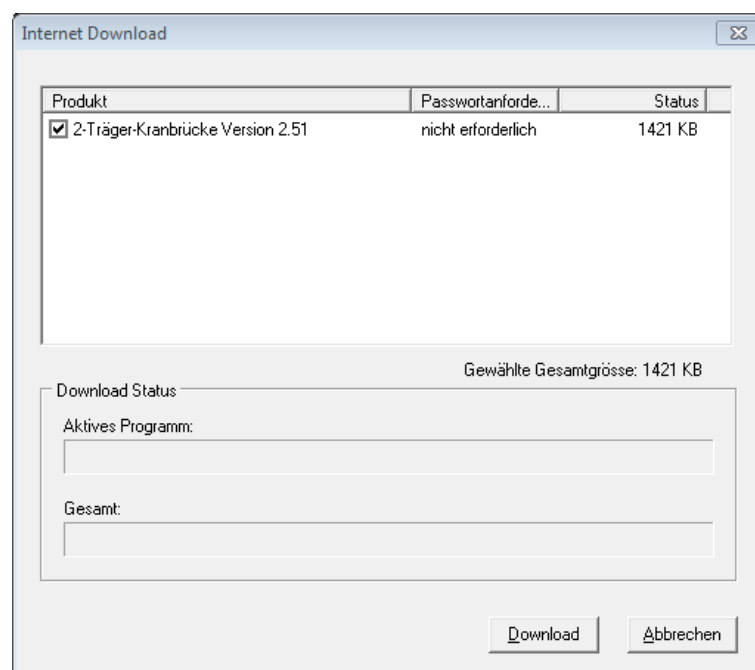 Internet Download
Produkt Passwortanforde... Status
2-Träger-Kranbrücke Version 2.51 nicht erforderlich 1421 KB
Gewählte Gesamtgrösse: 1421 KB
Download Status
Aktives Programm:
Gesamt:
Download Abbrechen